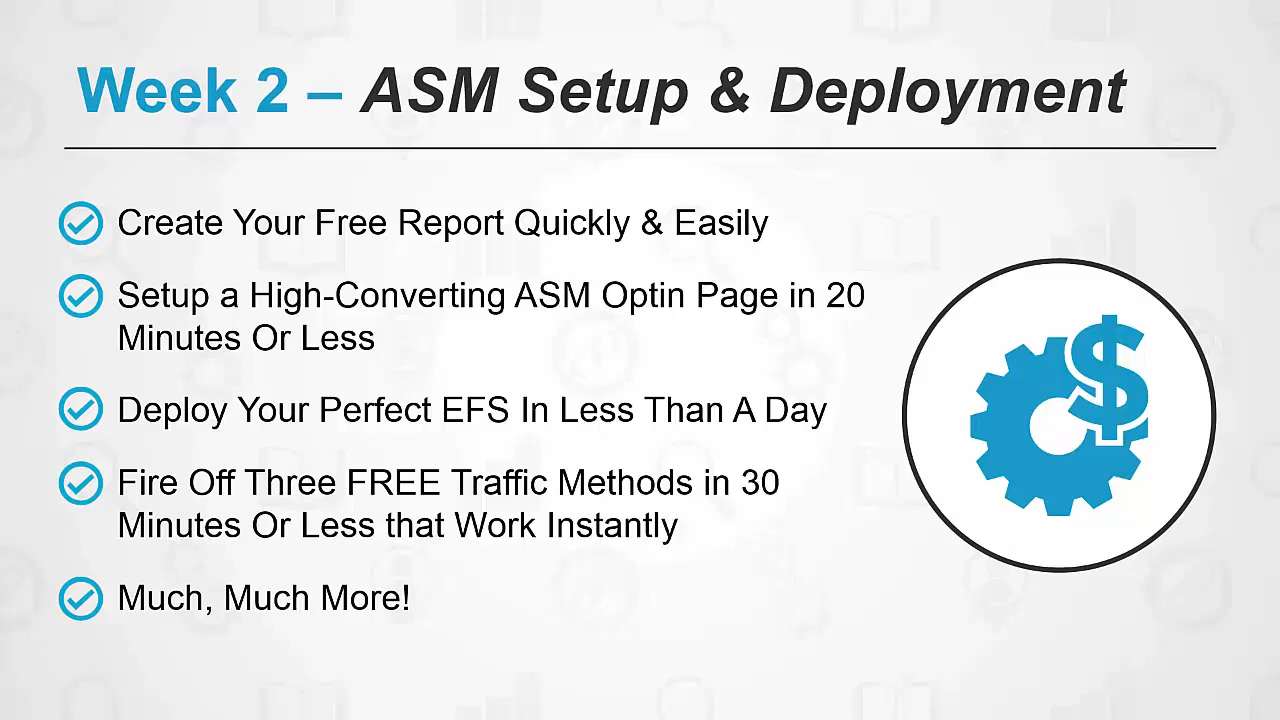 Week 2 – ASM Setup & Deployment
Create Your Free Report Quickly & Easily
Setup a High-Converting ASM Optin Page in 20
Minutes Or Less
Deploy Your Perfect EFS In Less Than A Day
Fire Off Three FREE Traffic Methods in 30
Minutes Or Less that Work Instantly
Much, Much More!
$